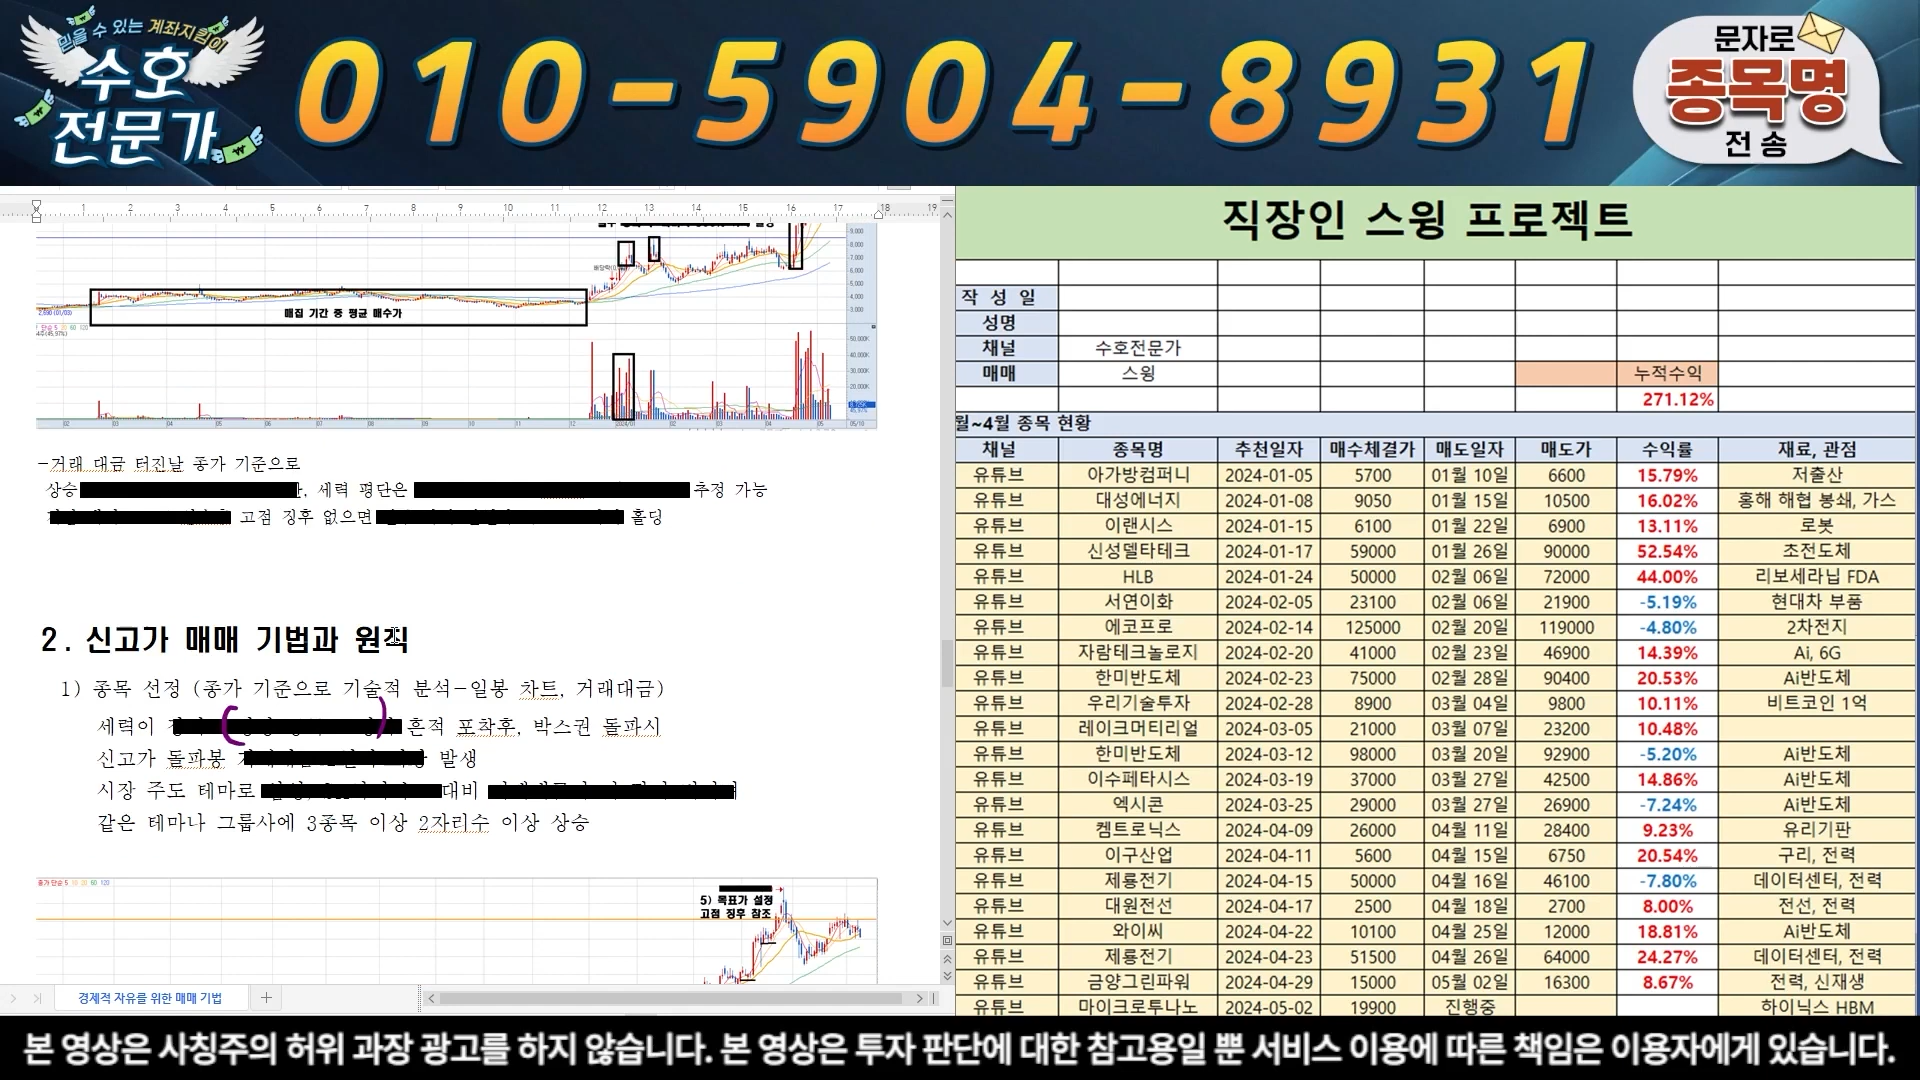 믿을 수 있는 계좌지킴이
수호
전문가
010-5904-8931
문자로
종목명
전송
1 2 3 4 5 6 7 8 9 10 11 12 13 14 15 16 17 18 19
매집 기간 중 평균 매수가
-거래 대금 터진날 종가 기준으로
상승 세력 평단은 추정 가능
고점 징후 없으면 홀딩
2. 신고가 매매 기법과 원칙
1) 종목 선정 (종가 기준으로 기술적 분석-일봉 차트, 거래대금)
세력이 흔적 포착후, 박스권 돌파시
신고가 돌파봉 발생
시장 주도 테마로 대비
같은 테마나 그룹사에 3종목 이상 2자리수 이상 상승
5) 목표가 설정
고점 징후 참조
경제적 자유를 위한 매매 기법
직장인 스윙 프로젝트
작 성 일
성명
채널 수호전문가
매매 스윙 누적수익
271.12%
월~4월 종목 현황
채널 종목명 추천일자 매수체결가 매도일자 매도가 수익률 재료, 관점
유튜브 아가방컴퍼니 2024-01-05 5700 01월 10일 6600 15.79% 저출산
유튜브 대성에너지 2024-01-08 9050 01월 15일 10500 16.02% 홍해 해협 봉쇄, 가스
유튜브 이랜시스 2024-01-15 6100 01월 22일 6900 13.11% 로봇
유튜브 신성델타테크 2024-01-17 59000 01월 26일 90000 52.54% 초전도체
유튜브 HLB 2024-01-24 50000 02월 06일 72000 44.00% 리보세라닙 FDA
유튜브 서연이화 2024-02-05 23100 02월 06일 21900 -5.19% 현대차 부품
유튜브 에코프로 2024-02-14 125000 02월 20일 119000 -4.80% 2차전지
유튜브 자람테크놀로지 2024-02-20 41000 02월 23일 46900 14.39% Ai, 6G
유튜브 한미반도체 2024-02-23 75000 02월 28일 90400 20.53% Ai반도체
유튜브 우리기술투자 2024-02-28 8900 03월 04일 9800 10.11% 비트코인 1억
유튜브 레이크머티리얼 2024-03-05 21000 03월 07일 23200 10.48%
유튜브 한미반도체 2024-03-12 98000 03월 20일 92900 -5.20% Ai반도체
유튜브 이수페타시스 2024-03-19 37000 03월 27일 42500 14.86% Ai반도체
유튜브 엑시콘 2024-03-25 29000 03월 27일 26900 -7.24% Ai반도체
유튜브 켐트로닉스 2024-04-09 26000 04월 11일 28400 9.23% 유리기판
유튜브 이구산업 2024-04-11 5600 04월 15일 6750 20.54% 구리, 전력
유튜브 제룡전기 2024-04-15 50000 04월 16일 46100 -7.80% 데이터센터, 전력
유튜브 대원전선 2024-04-17 2500 04월 18일 2700 8.00% 전선, 전력
유튜브 와이씨 2024-04-22 10100 04월 25일 12000 18.81% Ai반도체
유튜브 제룡전기 2024-04-23 51500 04월 26일 64000 24.27% 데이터센터, 전력
유튜브 금양그린파워 2024-04-29 15000 05월 02일 16300 8.67% 전력, 신재생
유튜브 마이크로투나노 2024-05-02 19900 진행중 하이닉스 HBM
본 영상은 사칭주의 허위 과장 광고를 하지 않습니다. 본 영상은 투자 판단에 대한 참고용일 뿐 서비스 이용에 따른 책임은 이용자에게 있습니다.